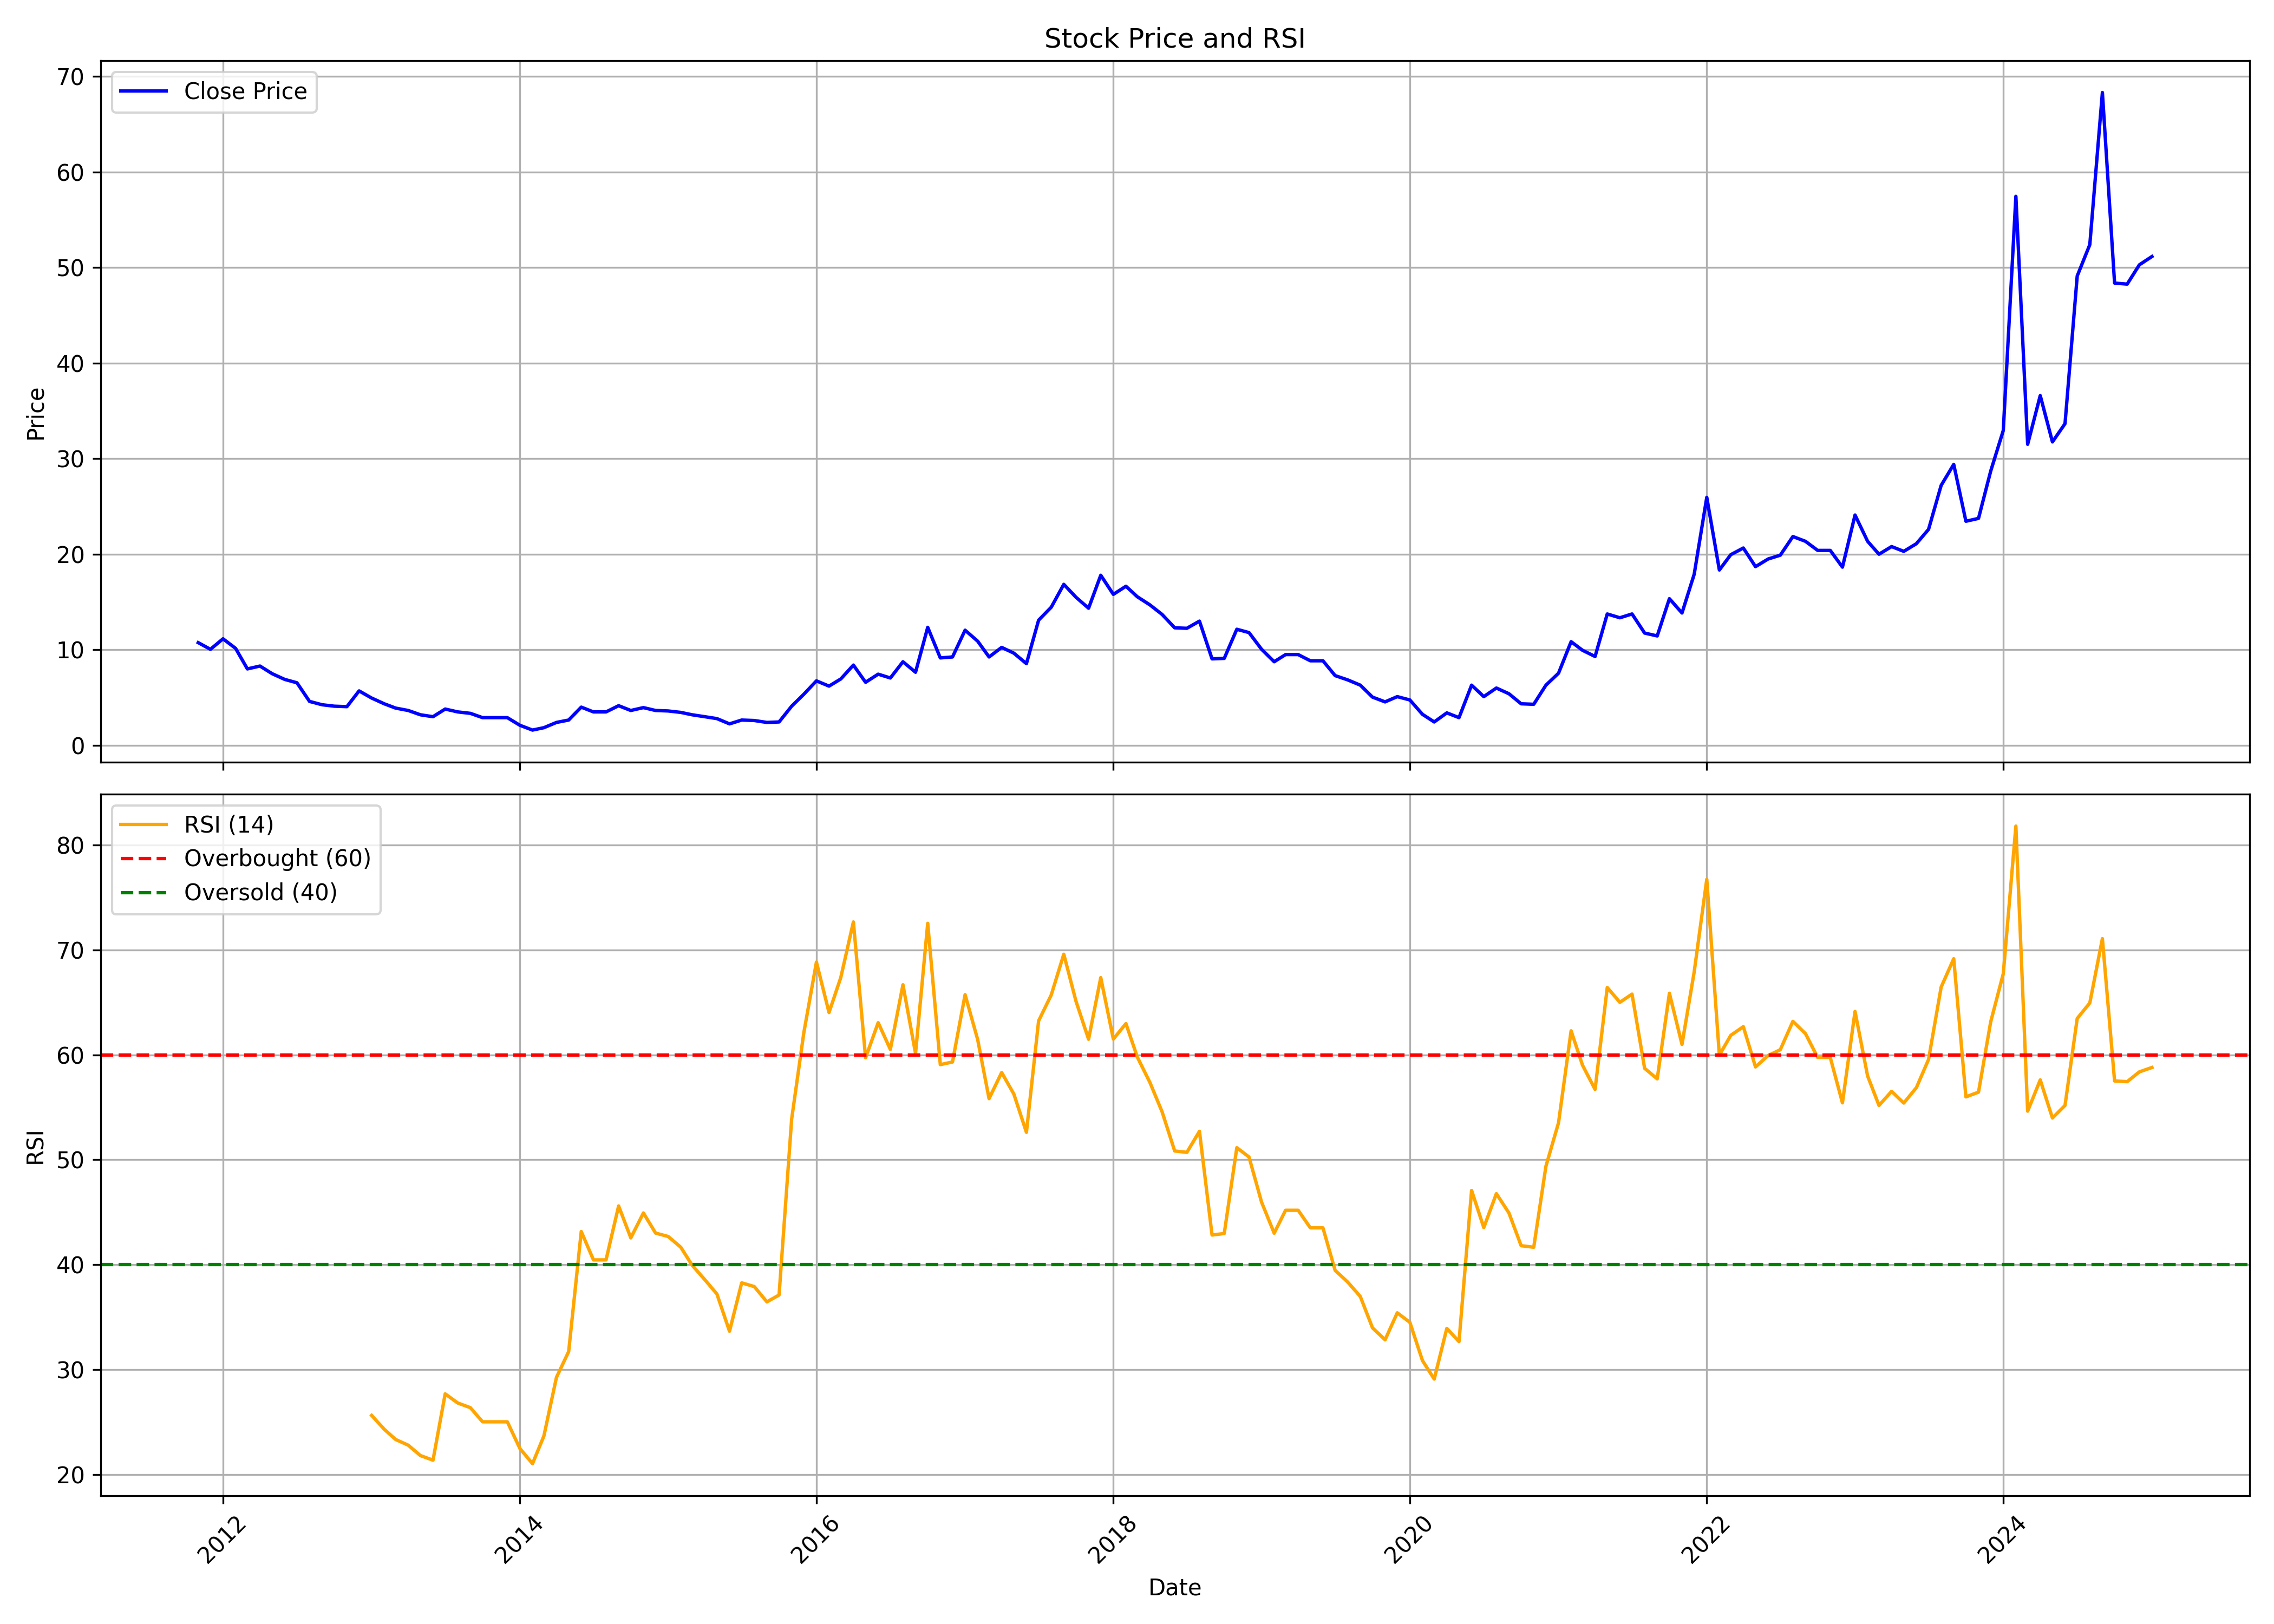 Stock Price and RSI
Close Price
Price
70
60
50
40
30
20
10
0
RSI (14)
Overbought (60)
Oversold (40)
RSI
80
70
60
50
40
30
20
2012
2014
2016
2018
2020
2022
2024
Date